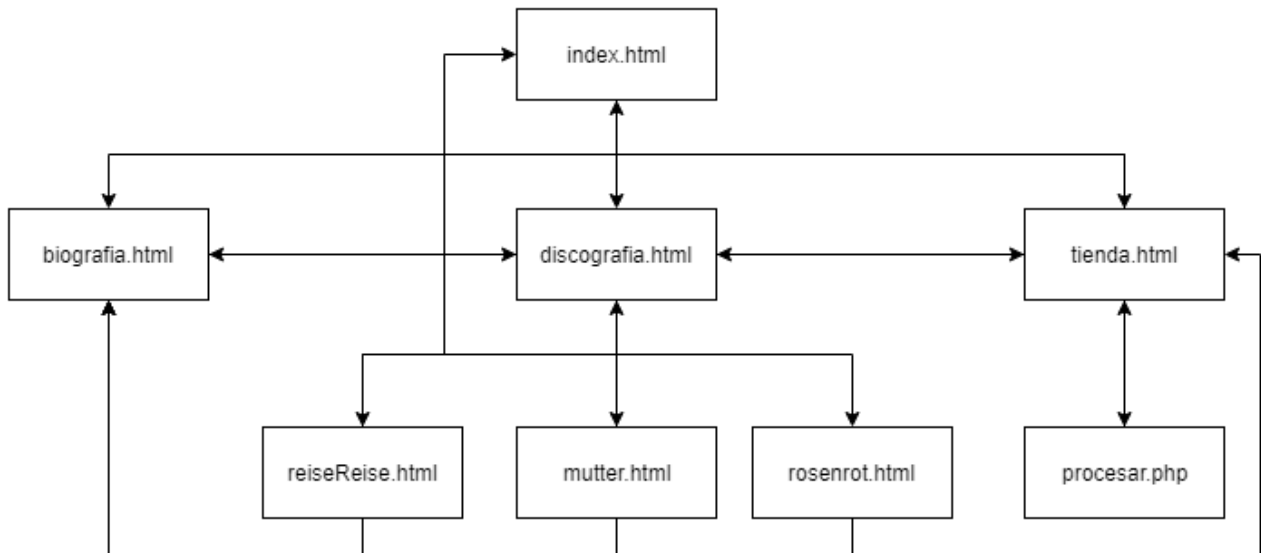 index.html
biografia.html
discografia.html
tienda.html
reiseReise.html
mutter.html
rosenrot.html
procesar.php